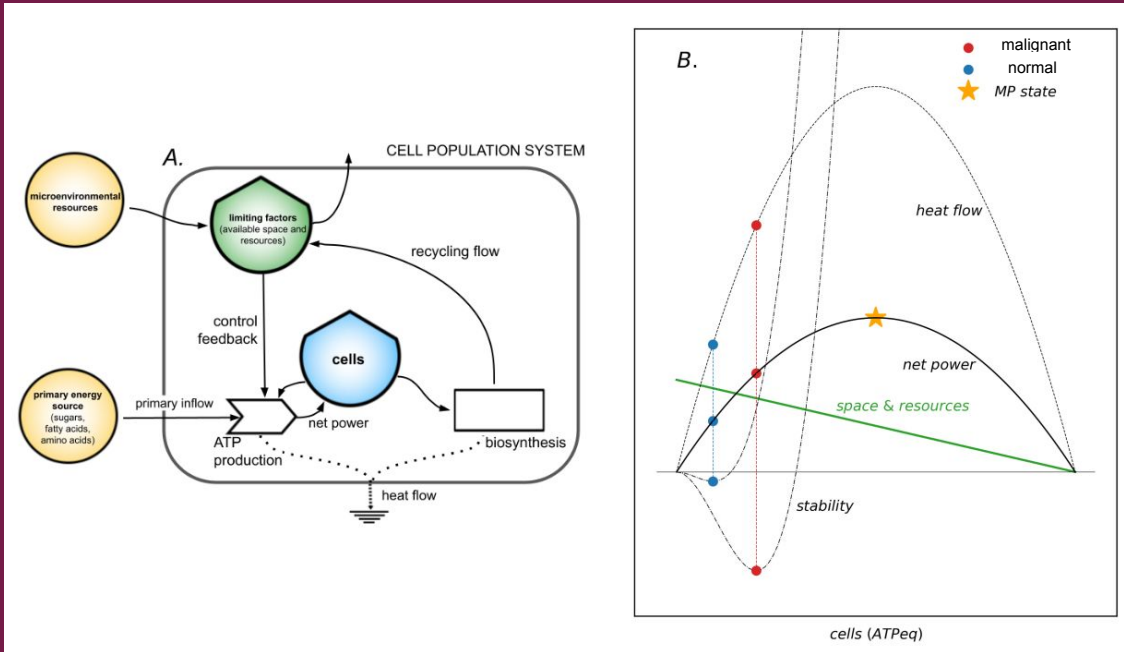 A.
CELL POPULATION SYSTEM
microenvironmental
resources
limiting factors
(available space and
resources)
recycling flow
control
feedback
cells
primary energy
source
(sugars,
fatty acids,
amino acids)
primary inflow
net power
ATP
production
biosynthesis
heat flow
B.
malignant
normal
MP state
heat flow
net power
space & resources
stability
cells (ATPeq)